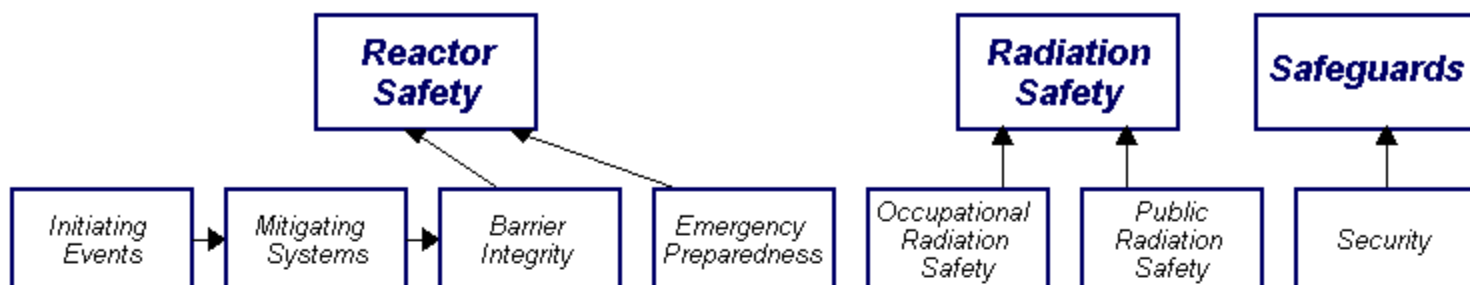 Reactor
Safety
Radiation
Safety
Safeguards
Initiating
Events
Mitigating
Systems
Barrier
Integrity
Emergency
Preparedness
Occupational
Radiation
Safety
Public
Radiation
Safety
Security